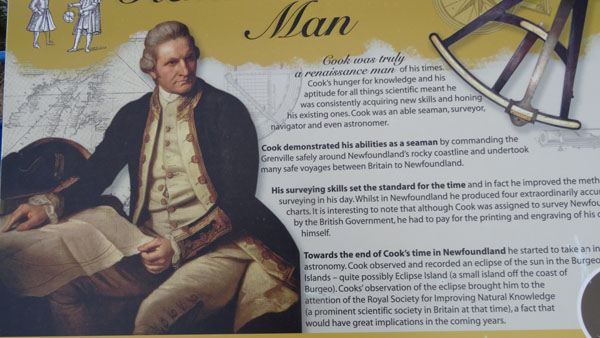 Man
Cook was truly
a renaissance man of his times.
Cook's hunger for knowledge and his
aptitude for all things scientific meant he
was consistently acquiring new skills and honing
his existing ones. Cook was an able seaman, surveyor,
navigator and even astronomer.
Cook demonstrated his abilities as a seaman by commanding the
Grenville safely around Newfoundland's rocky coastline and undertook
many safe voyages between Britain to Newfoundland.
His surveying skills set the standard for the time and in fact he improved the meth
surveying in his day. Whilst in Newfoundland he produced four extraordinarily accu
charts. It is interesting to note that although Cook was assigned to survey Newfou
by the British Government, he had to pay for the printing and engraving of his
himself.
Towards the end of Cook's time in Newfoundland he started to take an in
astronomy. Cook observed and recorded an eclipse of the sun in the Burgeo
Islands – quite possibly Eclipse Island (a small island off the coast of
Burgeo). Cooks' observation of the eclipse brought him to the
attention of the Royal Society for Improving Natural Knowledge
(a prominent scientific society in Britain at that time), a fact that
would have great implications in the coming years.